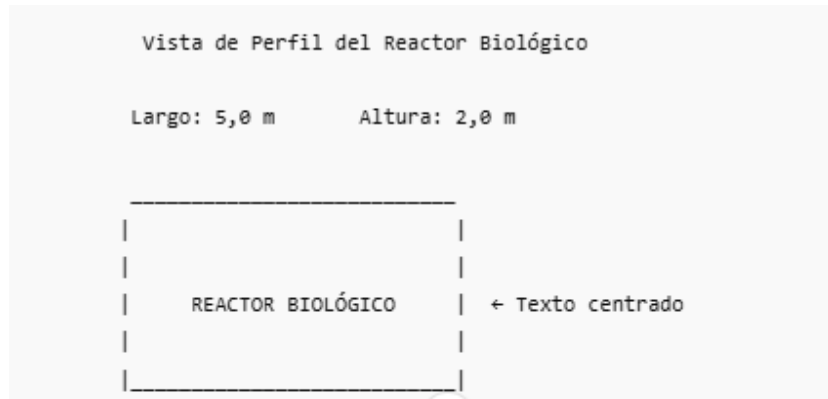 Vista de Perfil del Reactor Biológico
Largo: 5,0 m Altura: 2,0 m
REACTOR BIOLÓGICO ← Texto centrado